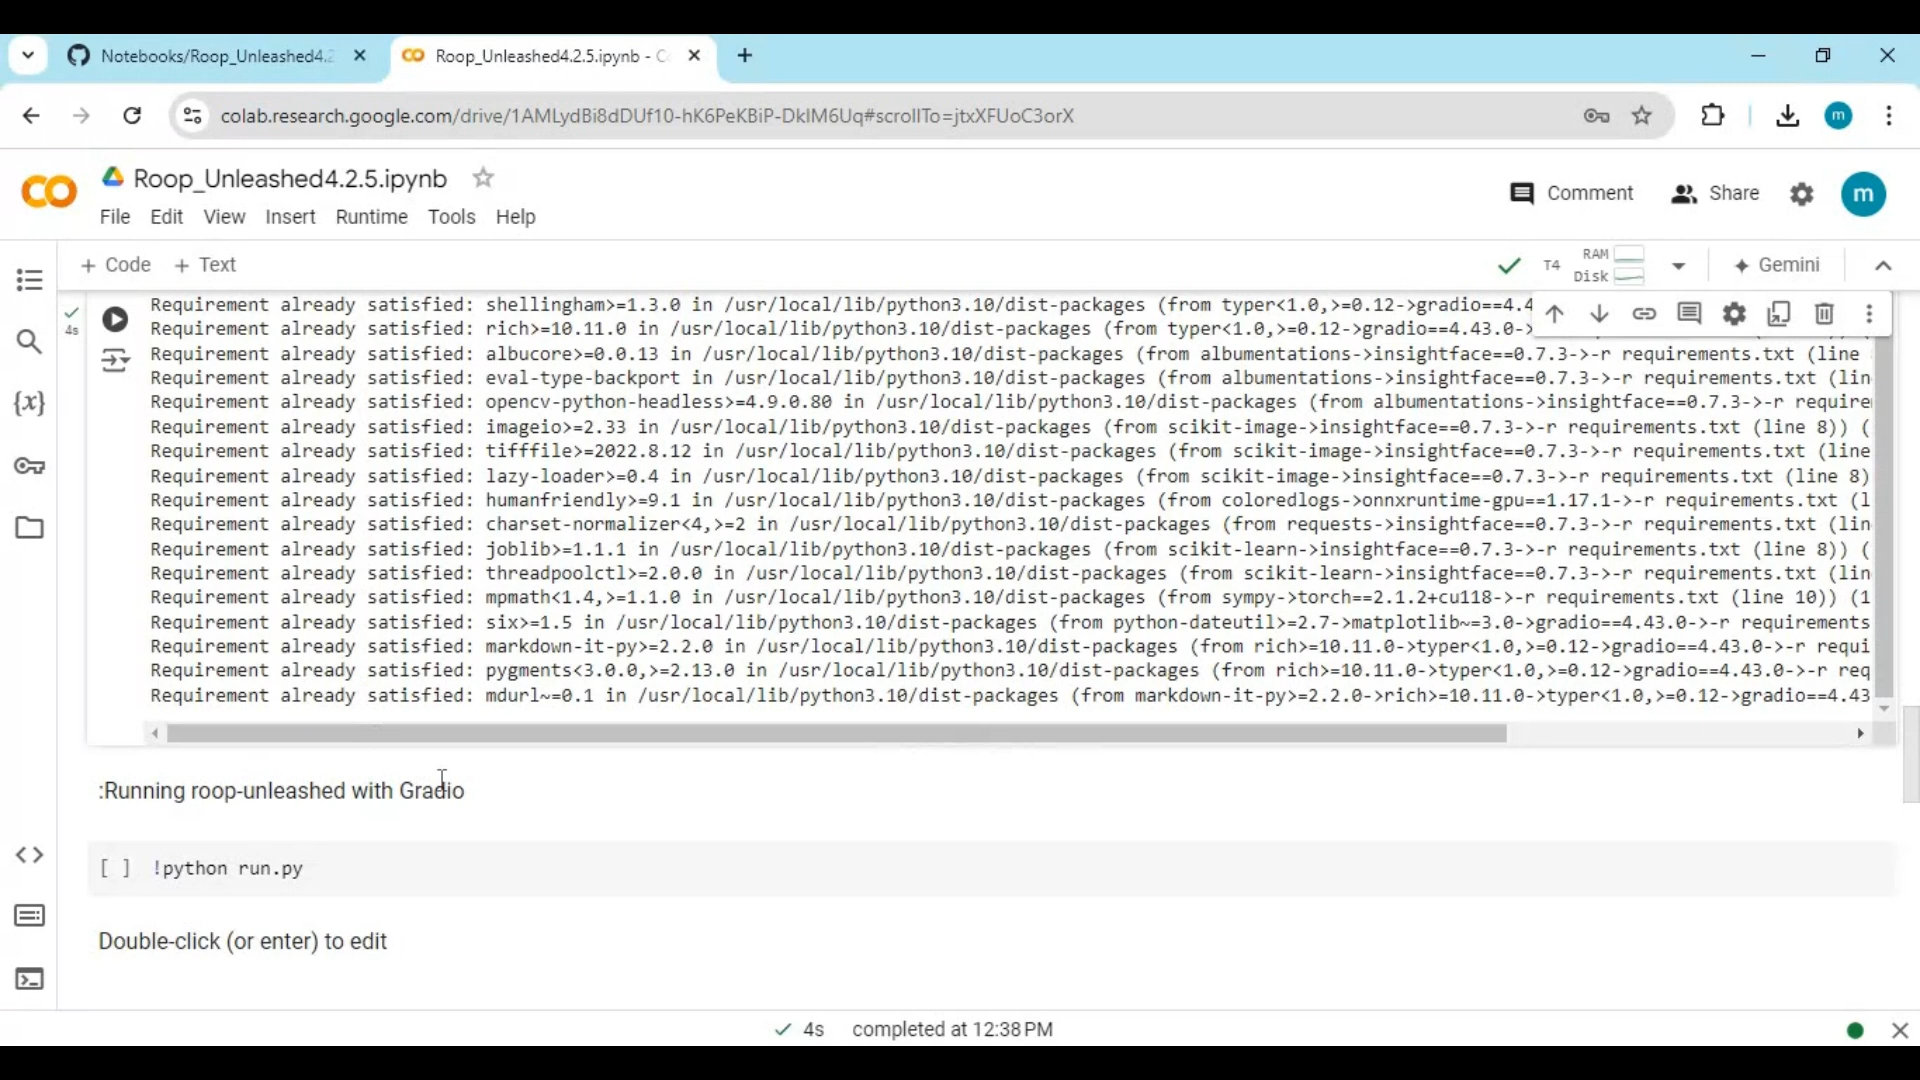 Notebooks/Roop_Unleashed4.2
Roop_Unleashed4.2.5.ipynb - C
colab.research.google.com/drive/1AMLydBi8dDUf10-hK6PeKBiP-DkIM6Uq#scrollTo=jtxXFUoC3orX
m
Roop_Unleashed4.2.5.ipynb
File Edit View Insert Runtime Tools Help
Comment
Share
m
+ Code + Text
T4
RAM
Disk
Gemini
4s
Requirement already satisfied: shellingham>=1.3.0 in /usr/local/lib/python3.10/dist-packages (from typer<1.0,>=0.12->gradio==4.4
Requirement already satisfied: rich>=10.11.0 in /usr/local/lib/python3.10/dist-packages (from typer<1.0,>=0.12->gradio==4.43.0->
Requirement already satisfied: albucore>=0.0.13 in /usr/local/lib/python3.10/dist-packages (from albumentations->insightface==0.7.3->-r requirements.txt (line
Requirement already satisfied: eval-type-backport in /usr/local/lib/python3.10/dist-packages (from albumentations->insightface==0.7.3->-r requirements.txt (lin
Requirement already satisfied: opencv-python-headless>=4.9.0.80 in /usr/local/lib/python3.10/dist-packages (from albumentations->insightface==0.7.3->-r require
Requirement already satisfied: imageio>=2.33 in /usr/local/lib/python3.10/dist-packages (from scikit-image->insightface==0.7.3->-r requirements.txt (line 8)) (
Requirement already satisfied: tifffile>=2022.8.12 in /usr/local/lib/python3.10/dist-packages (from scikit-image->insightface==0.7.3->-r requirements.txt (line
Requirement already satisfied: lazy-loader>=0.4 in /usr/local/lib/python3.10/dist-packages (from scikit-image->insightface==0.7.3->-r requirements.txt (line 8)
Requirement already satisfied: humanfriendly>=9.1 in /usr/local/lib/python3.10/dist-packages (from coloredlogs->onnxruntime-gpu==1.17.1->-r requirements.txt (l
Requirement already satisfied: charset-normalizer<4,>=2 in /usr/local/lib/python3.10/dist-packages (from requests->insightface==0.7.3->-r requirements.txt (lin
Requirement already satisfied: joblib>=1.1.1 in /usr/local/lib/python3.10/dist-packages (from scikit-learn->insightface==0.7.3->-r requirements.txt (line 8)) (
Requirement already satisfied: threadpoolctl>=2.0.0 in /usr/local/lib/python3.10/dist-packages (from scikit-learn->insightface==0.7.3->-r requirements.txt (lin
Requirement already satisfied: mpmath<1.4,>=1.1.0 in /usr/local/lib/python3.10/dist-packages (from sympy->torch==2.1.2+cu118->-r requirements.txt (line 10)) (1
Requirement already satisfied: six>=1.5 in /usr/local/lib/python3.10/dist-packages (from python-dateutil>=2.7->matplotlib~=3.0->gradio==4.43.0->-r requirements
Requirement already satisfied: markdown-it-py>=2.2.0 in /usr/local/lib/python3.10/dist-packages (from rich>=10.11.0->typer<1.0,>=0.12->gradio==4.43.0->-r requi
Requirement already satisfied: pygments<3.0.0,>=2.13.0 in /usr/local/lib/python3.10/dist-packages (from rich>=10.11.0->typer<1.0,>=0.12->gradio==4.43.0->-r req
Requirement already satisfied: mdurl~=0.1 in /usr/local/lib/python3.10/dist-packages (from markdown-it-py>=2.2.0->rich>=10.11.0->typer<1.0,>=0.12->gradio==4.43
:Running roop-unleashed with Gradio
[ ] !python run.py
Double-click (or enter) to edit
4s completed at 12:38 PM